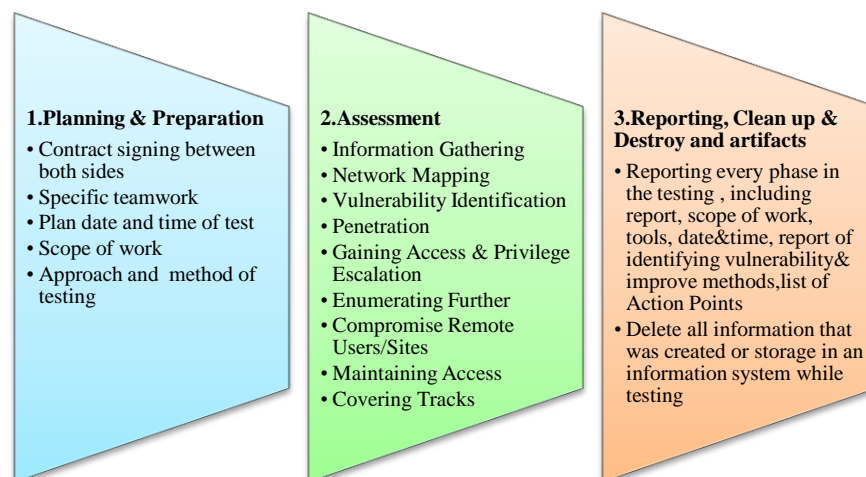 1.Planning & Preparation
• Contract signing between
both sides
• Specific teamwork
• Plan date and time of test
• Scope of work
• Approach and method of
testing
2.Assessment
• Information Gathering
• Network Mapping
• Vulnerability Identification
• Penetration
• Gaining Access & Privilege
Escalation
• Enumerating Further
• Compromise Remote
Users/Sites
• Maintaining Access
• Covering Tracks
3.Reporting, Clean up &
Destroy and artifacts
• Reporting every phase in
the testing , including
report, scope of work,
tools, date&time, report of
identifying vulnerability&
improve methods,list of
Action Points
• Delete all information that
was created or storage in an
information system while
testing